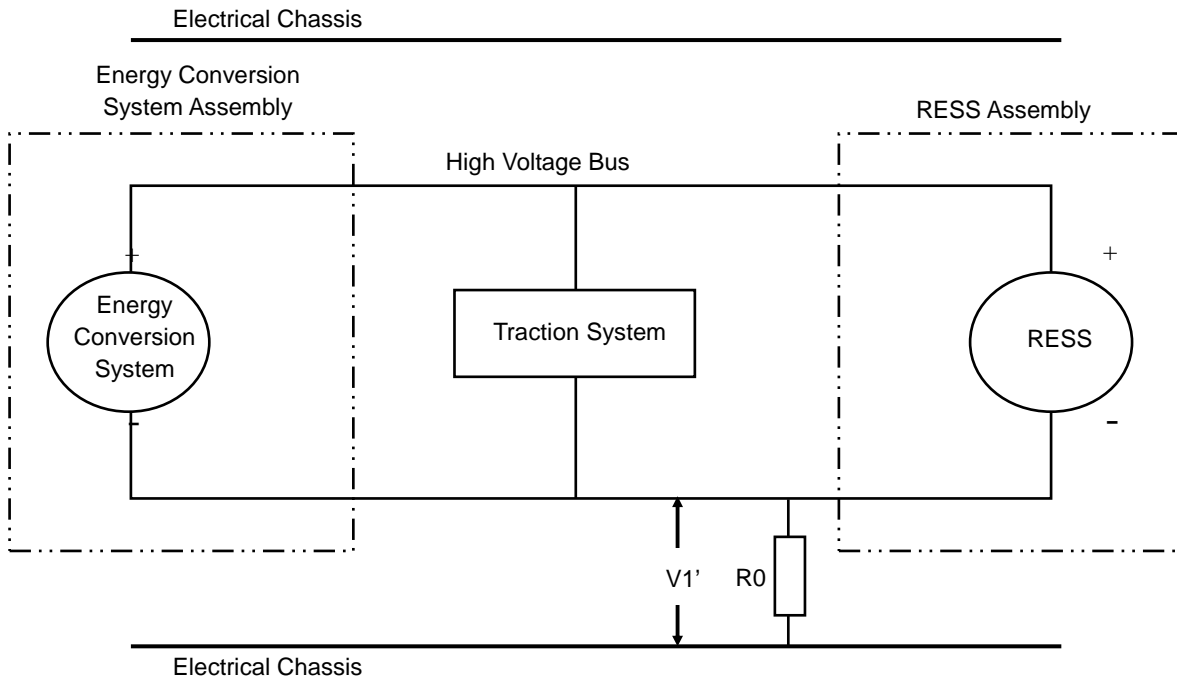 Electrical Chassis
Energy Conversion
System Assembly
RESS Assembly
High Voltage Bus
+
+
Energy
Conversion
System
Traction System
RESS
-
-
V1’
R0
Electrical Chassis